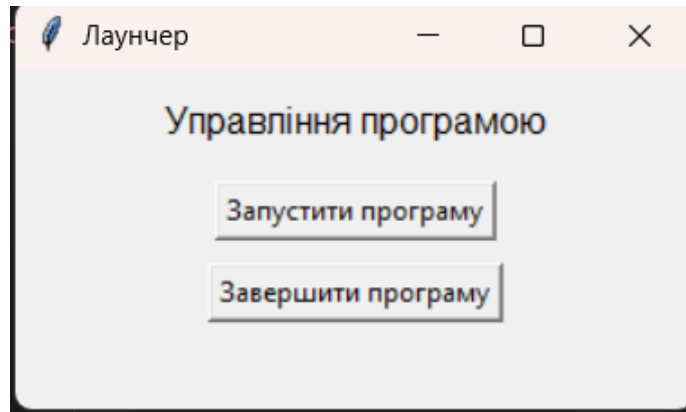 Лаунчер
Управління програмою
Запустити програму
Завершити програму